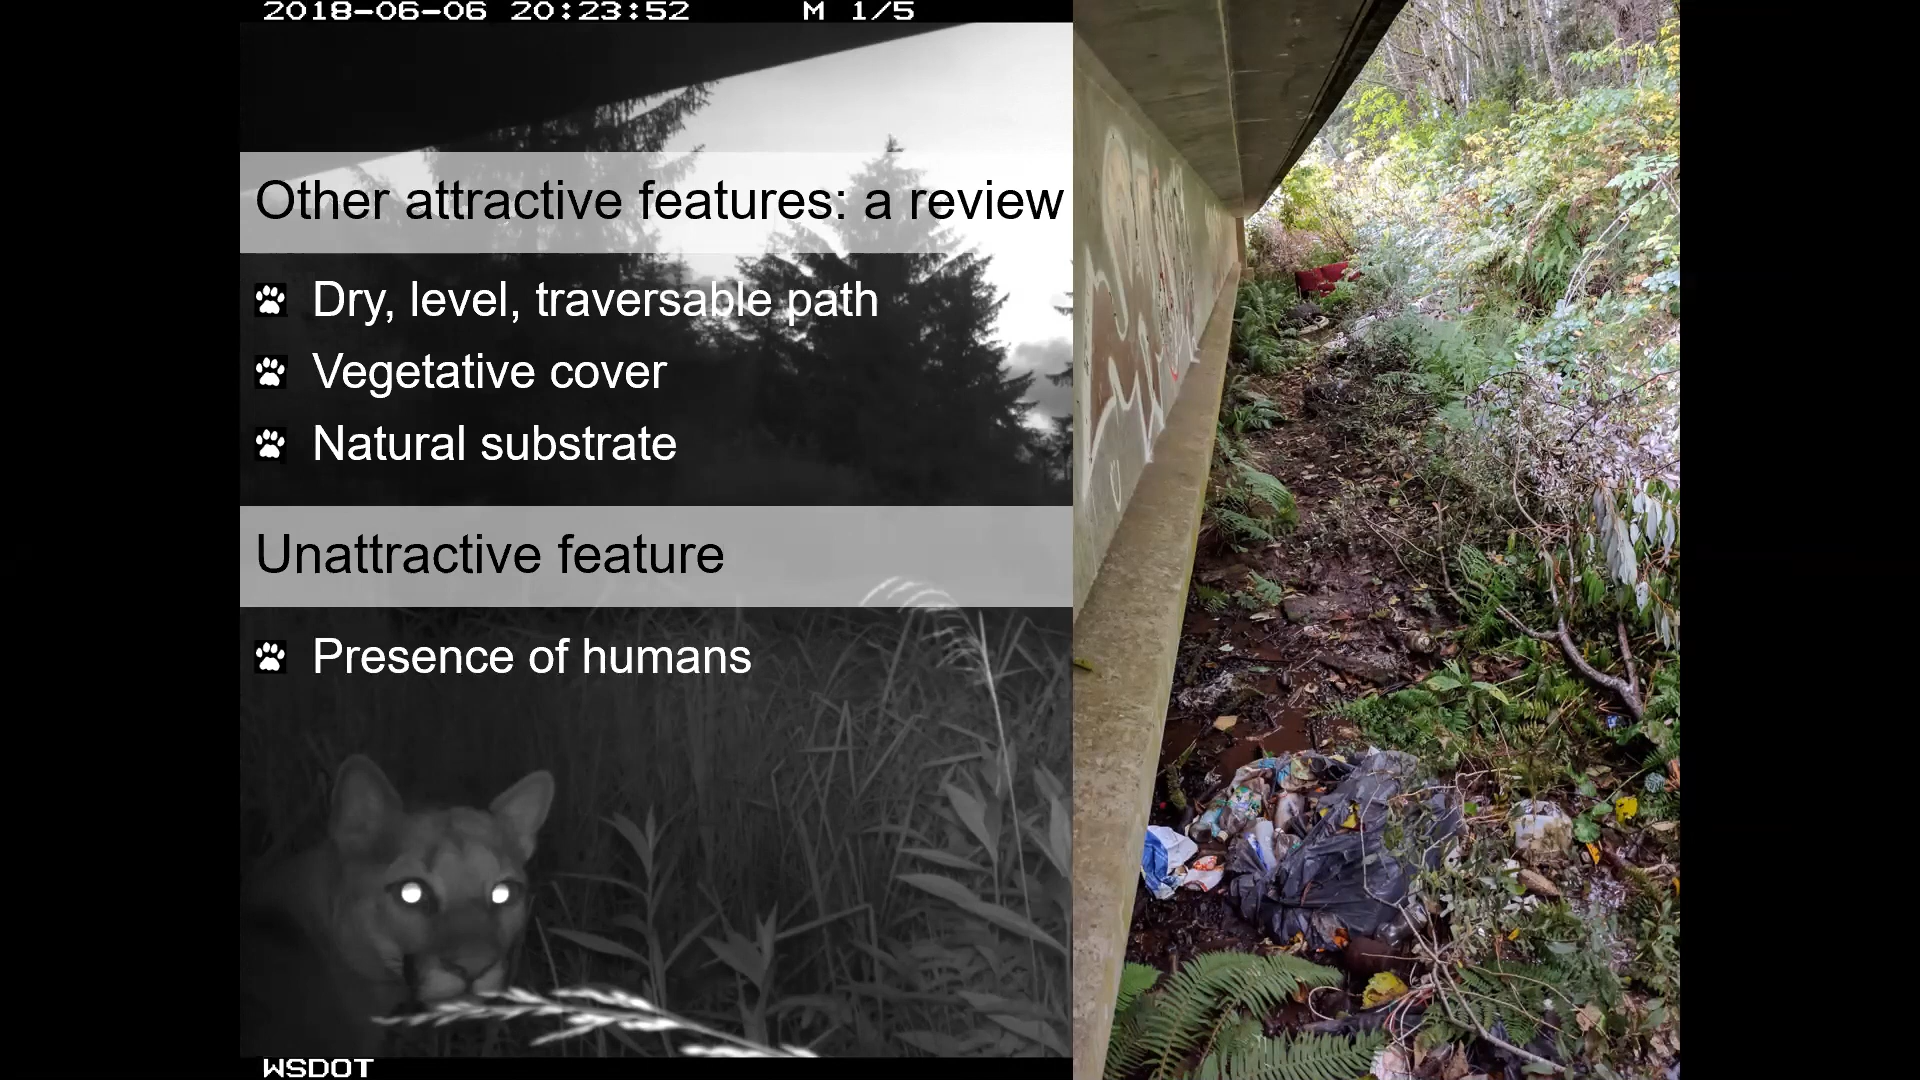 2018-06-06 20:23:52 M 1/5
Other attractive features: a review
Dry, level, traversable path
Vegetative cover
Natural substrate
Unattractive feature
Presence of humans
WSDOT